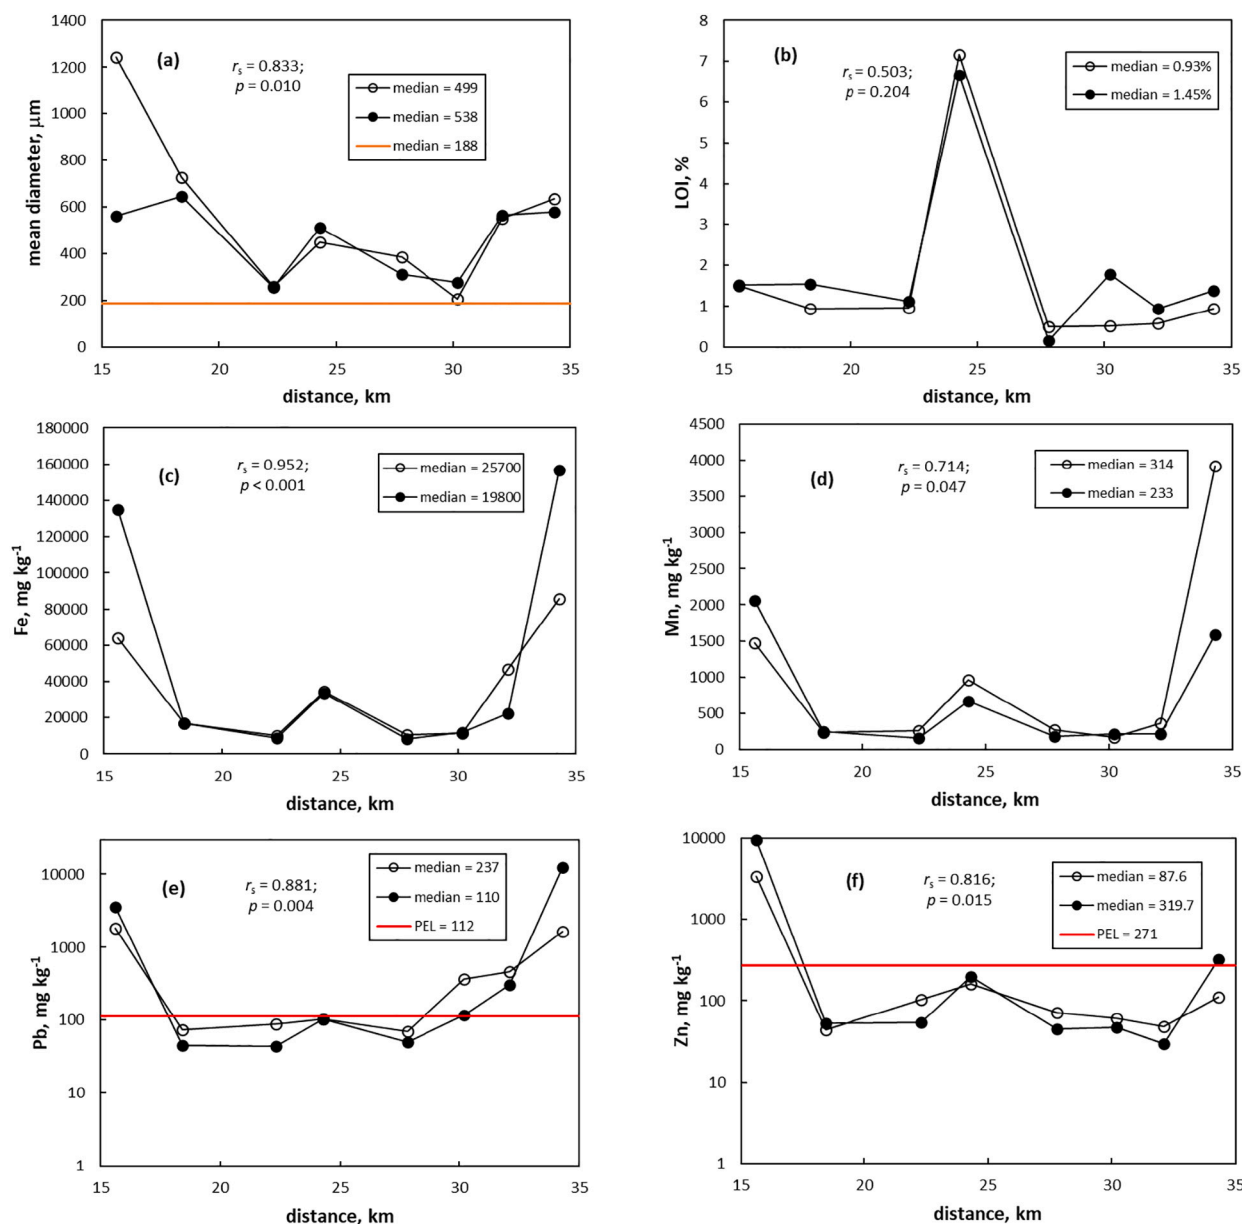 (a)
r_s = 0.833;
p = 0.010
median = 499
median = 538
median = 188
1400
1200
1000
800
600
400
200
0
mean diameter, μm
15 20 25 30 35
distance, km
(b)
r_s = 0.503;
p = 0.204
median = 0.93%
median = 1.45%
8
7
6
5
4
3
2
1
0
LOI, %
15 20 25 30 35
distance, km
(c)
r_s = 0.952;
p < 0.001
median = 25700
median = 19800
180000
160000
140000
120000
100000
80000
60000
40000
20000
0
Fe, mg kg⁻¹
15 20 25 30 35
distance, km
(d)
r_s = 0.714;
p = 0.047
median = 314
median = 233
4500
4000
3500
3000
2500
2000
1500
1000
500
0
Mn, mg kg⁻¹
15 20 25 30 35
distance, km
(e)
r_s = 0.881;
p = 0.004
median = 237
median = 110
PEL = 112
10000
1000
100
10
1
Pb, mg kg⁻¹
15 20 25 30 35
distance, km
(f)
r_s = 0.816;
p = 0.015
median = 87.6
median = 319.7
PEL = 271
10000
1000
100
10
1
Zn, mg kg⁻¹
15 20 25 30 35
distance, km